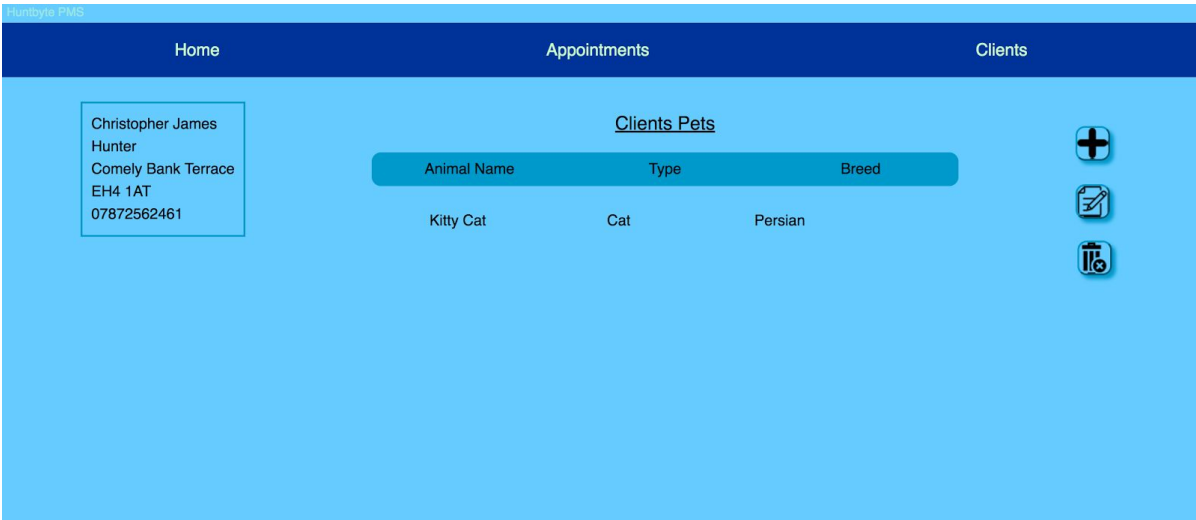 Huntbyte PMS
Home Appointments Clients
Christopher James
Hunter
Comely Bank Terrace
EH4 1AT
07872562461
Clients Pets
Animal Name Type Breed
Kitty Cat Cat Persian